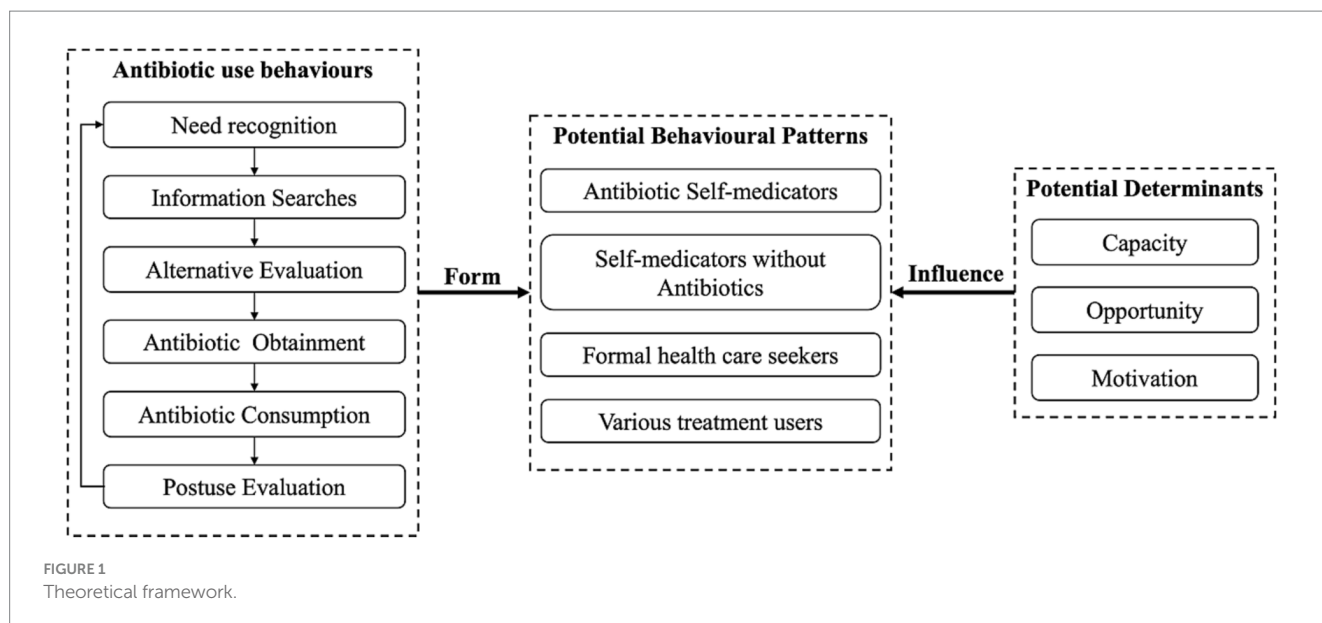 Antibiotic use behaviours
Need recognition
Information Searches
Alternative Evaluation
Antibiotic Obtainment
Antibiotic Consumption
Postuse Evaluation
Form
Potential Behavioural Patterns
Antibiotic Self-medicators
Self-medicators without
Antibiotics
Formal health care seekers
Various treatment users
Influence
Potential Determinants
Capacity
Opportunity
Motivation
FIGURE 1
Theoretical framework.